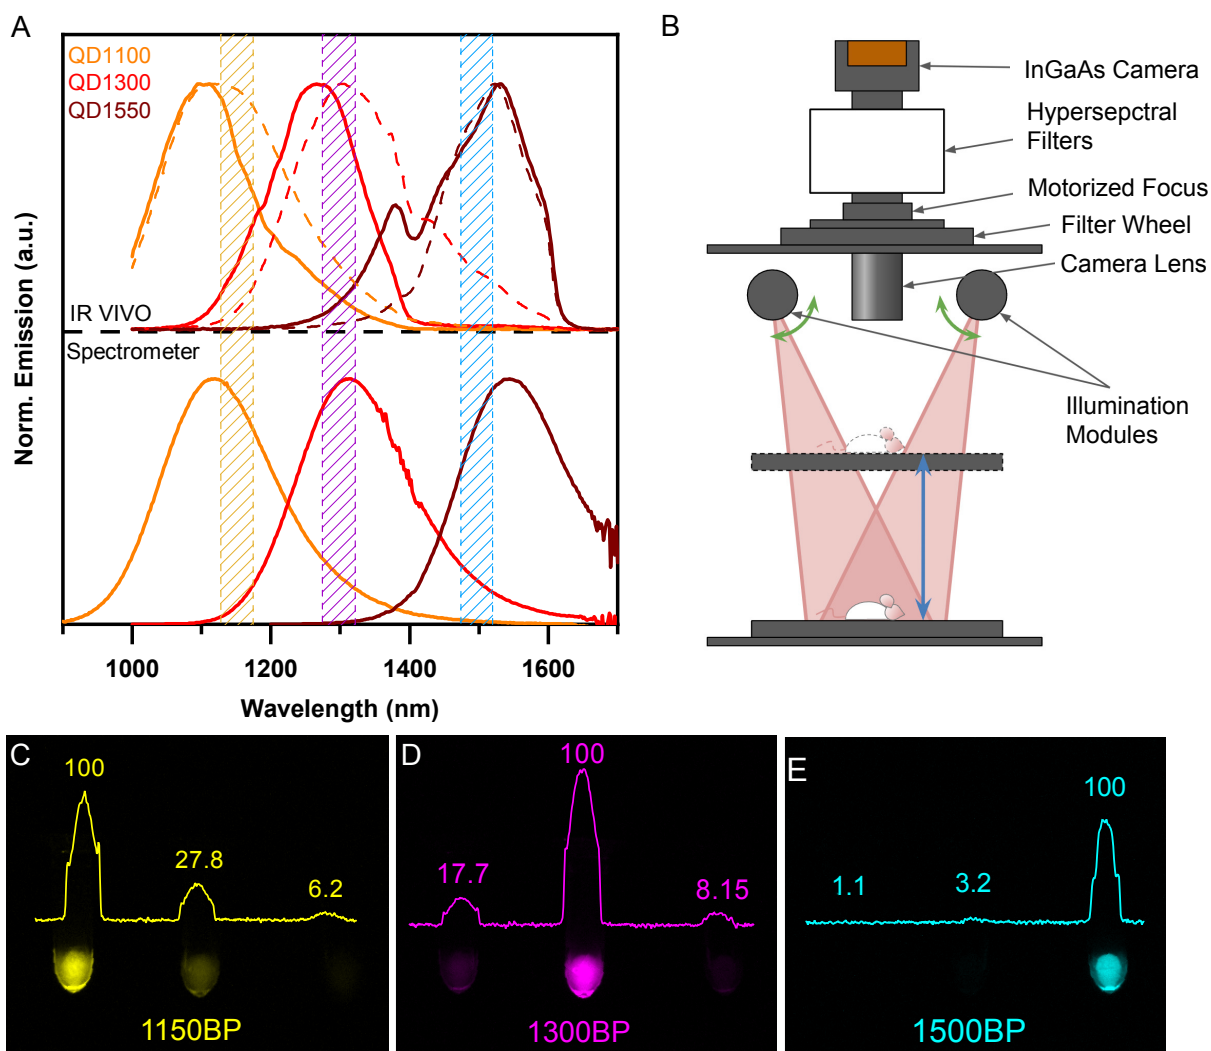 A
QD1100
QD1300
QD1550
IR VIVO
Spectrometer
Norm. Emission (a.u.)
1000
1200
1400
1600
Wavelength (nm)
B
InGaAs Camera
Hypersepctral
Filters
Motorized Focus
Filter Wheel
Camera Lens
Illumination
Modules
C
100
27.8
6.2
1150BP
D
100
17.7
8.15
1300BP
E
100
1.1
3.2
1500BP